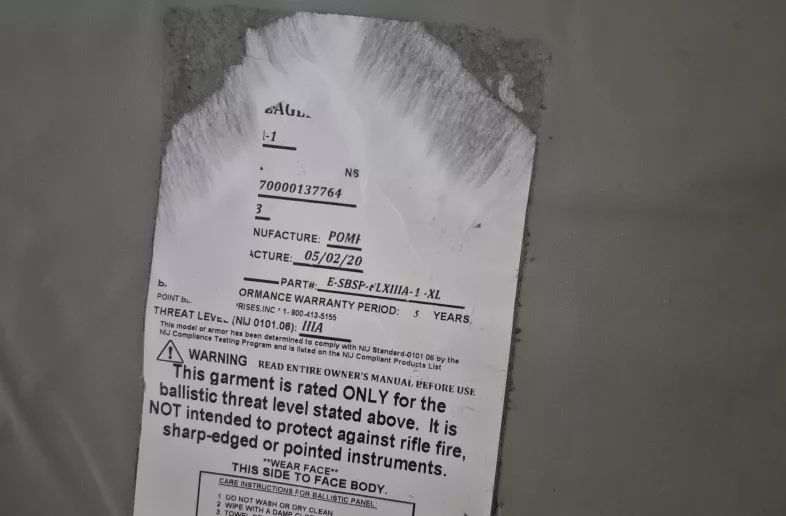 -1
NS
70000137764
3
NUFACTURE: POM
ACTURE: 05/02/20
PART#: E-SBSP-FLXIIIA-1-XL
ORMANCE WARRANTY PERIOD: 5 YEARS
POINT
RISES,INC * 1-800-413-5155
THREAT LEVEL (NIJ 0101.06): IIIA
This model of armor has been determined to comply with NIJ Standard-0101 06 by the
NIJ Compliance Testing Program and is listed on the NIJ Compliant Products List
WARNING READ ENTIRE OWNER'S MANUAL BEFORE USE
This garment is rated ONLY for the
ballistic threat level stated above. It is
NOT intended to protect against rifle fire,
sharp-edged or pointed instruments.
**WEAR FACE**
THIS SIDE TO FACE BODY.
CARE INSTRUCTIONS FOR BALLISTIC PANEL
1 DO NOT WASH OR DRY CLEAN
2 WIPE WITH A DAMP
3. TOWEL